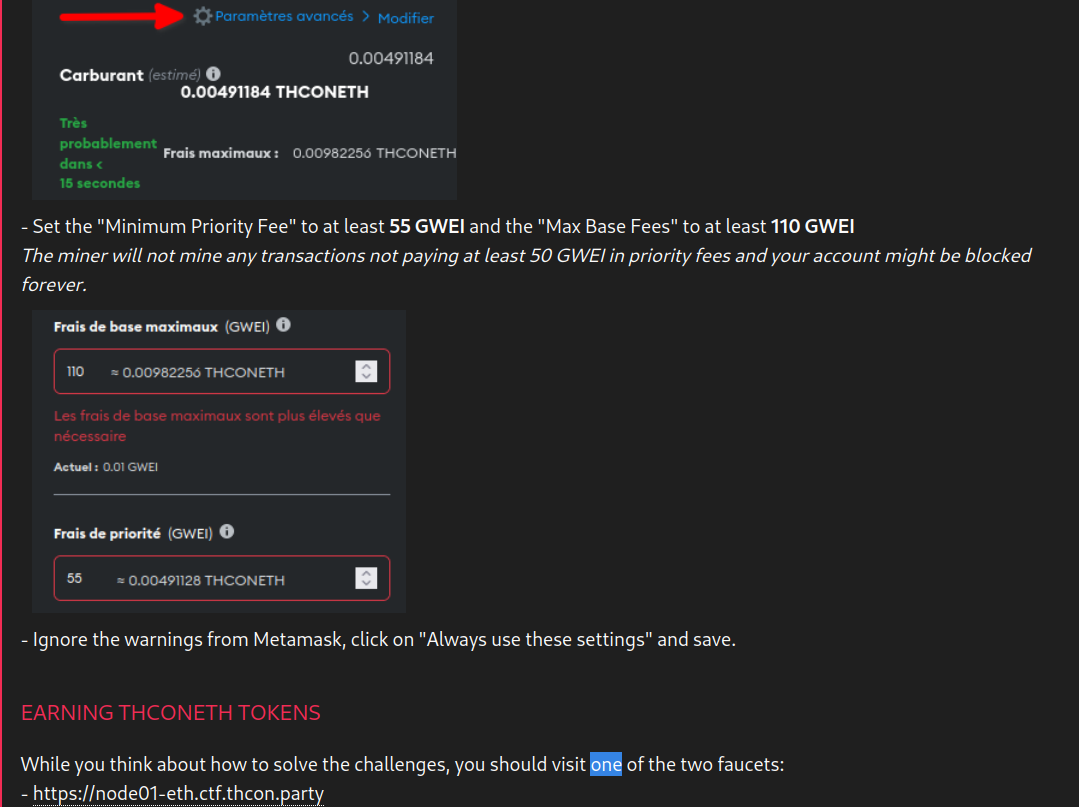 Paramètres avancés > Modifier
0.00491184
Carburant (estimé)
0.00491184 THCONETH
Très
probablement
dans <
15 secondes
Frais maximaux : 0.00982256 THCONETH
- Set the "Minimum Priority Fee" to at least 55 GWEI and the "Max Base Fees" to at least 110 GWEI
The miner will not mine any transactions not paying at least 50 GWEI in priority fees and your account might be blocked
forever.
Frais de base maximaux (GWEI)
110 ≈ 0.00982256 THCONETH
Les frais de base maximaux sont plus élevés que
nécessaire
Actuel : 0.01 GWEI
Frais de priorité (GWEI)
55 ≈ 0.00491128 THCONETH
- Ignore the warnings from Metamask, click on "Always use these settings" and save.
EARNING THCONETH TOKENS
While you think about how to solve the challenges, you should visit one of the two faucets:
- https://node01-eth.ctf.thcon.party